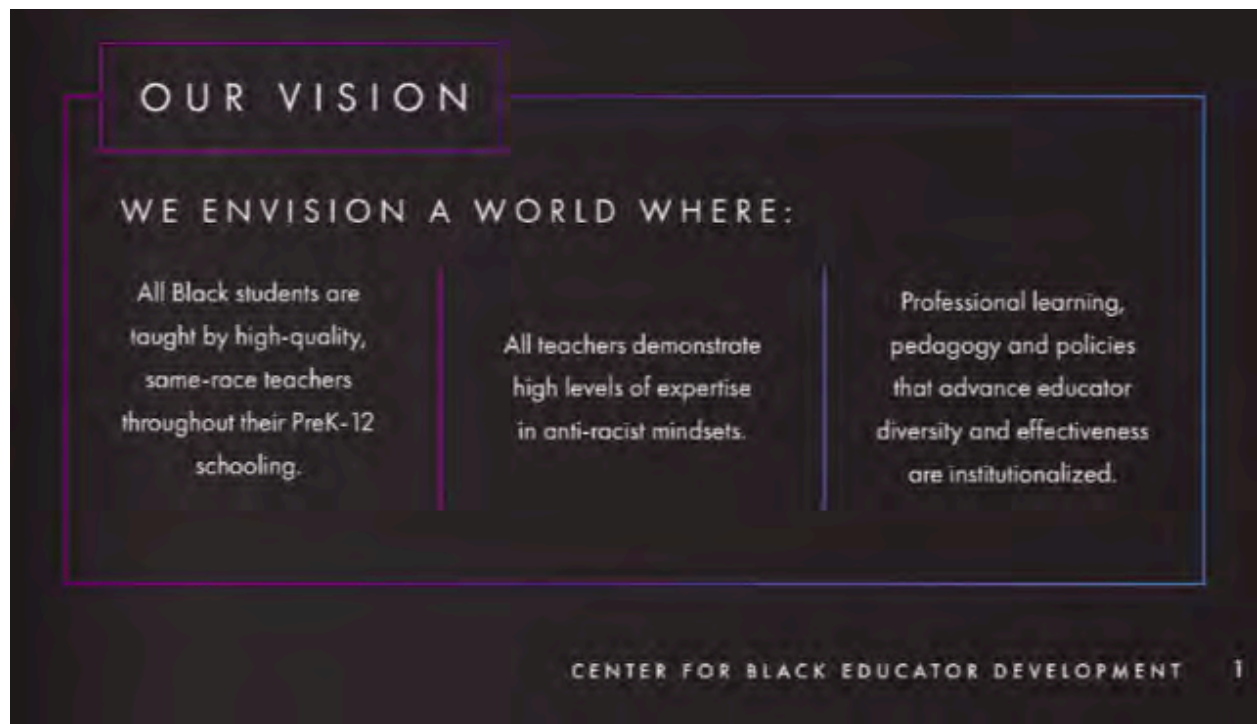 OUR VISION
WE ENVISION A WORLD WHERE:
All Black students are
taught by high-quality,
same-race teachers
throughout their PreK-12
schooling.
All teachers demonstrate
high levels of expertise
in anti-racist mindsets.
Professional learning,
pedagogy and policies
that advance educator
diversity and effectiveness
are institutionalized.
CENTER FOR BLACK EDUCATOR DEVELOPMENT 1